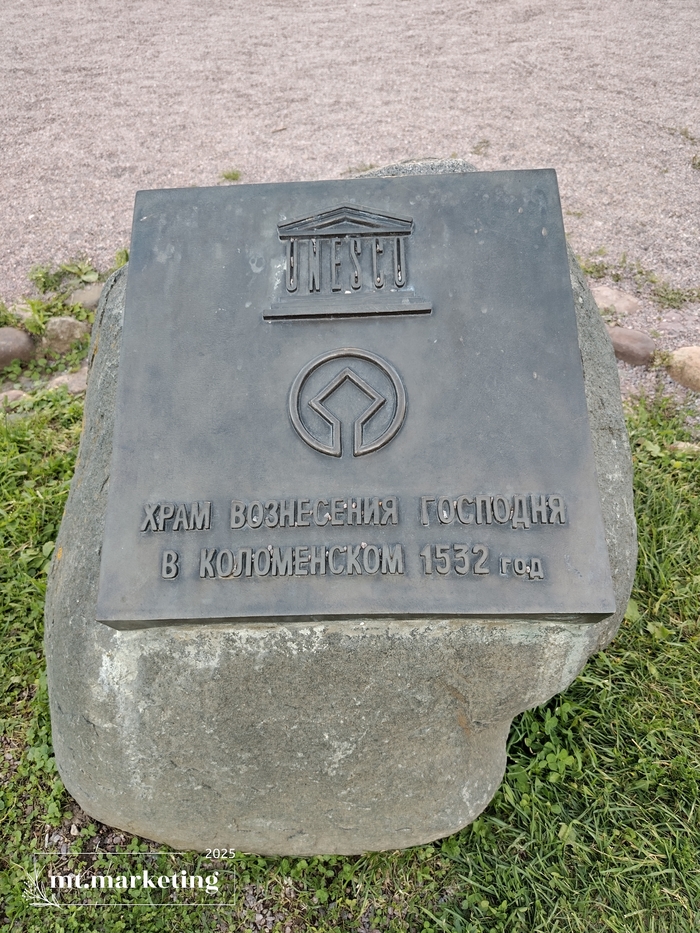 UNESCO
ХРАМ ВОЗНЕСЕНИЯ ГОСПОДНЯ
В КОЛОМЕНСКОМ 1532 год
2025
mt.marketing